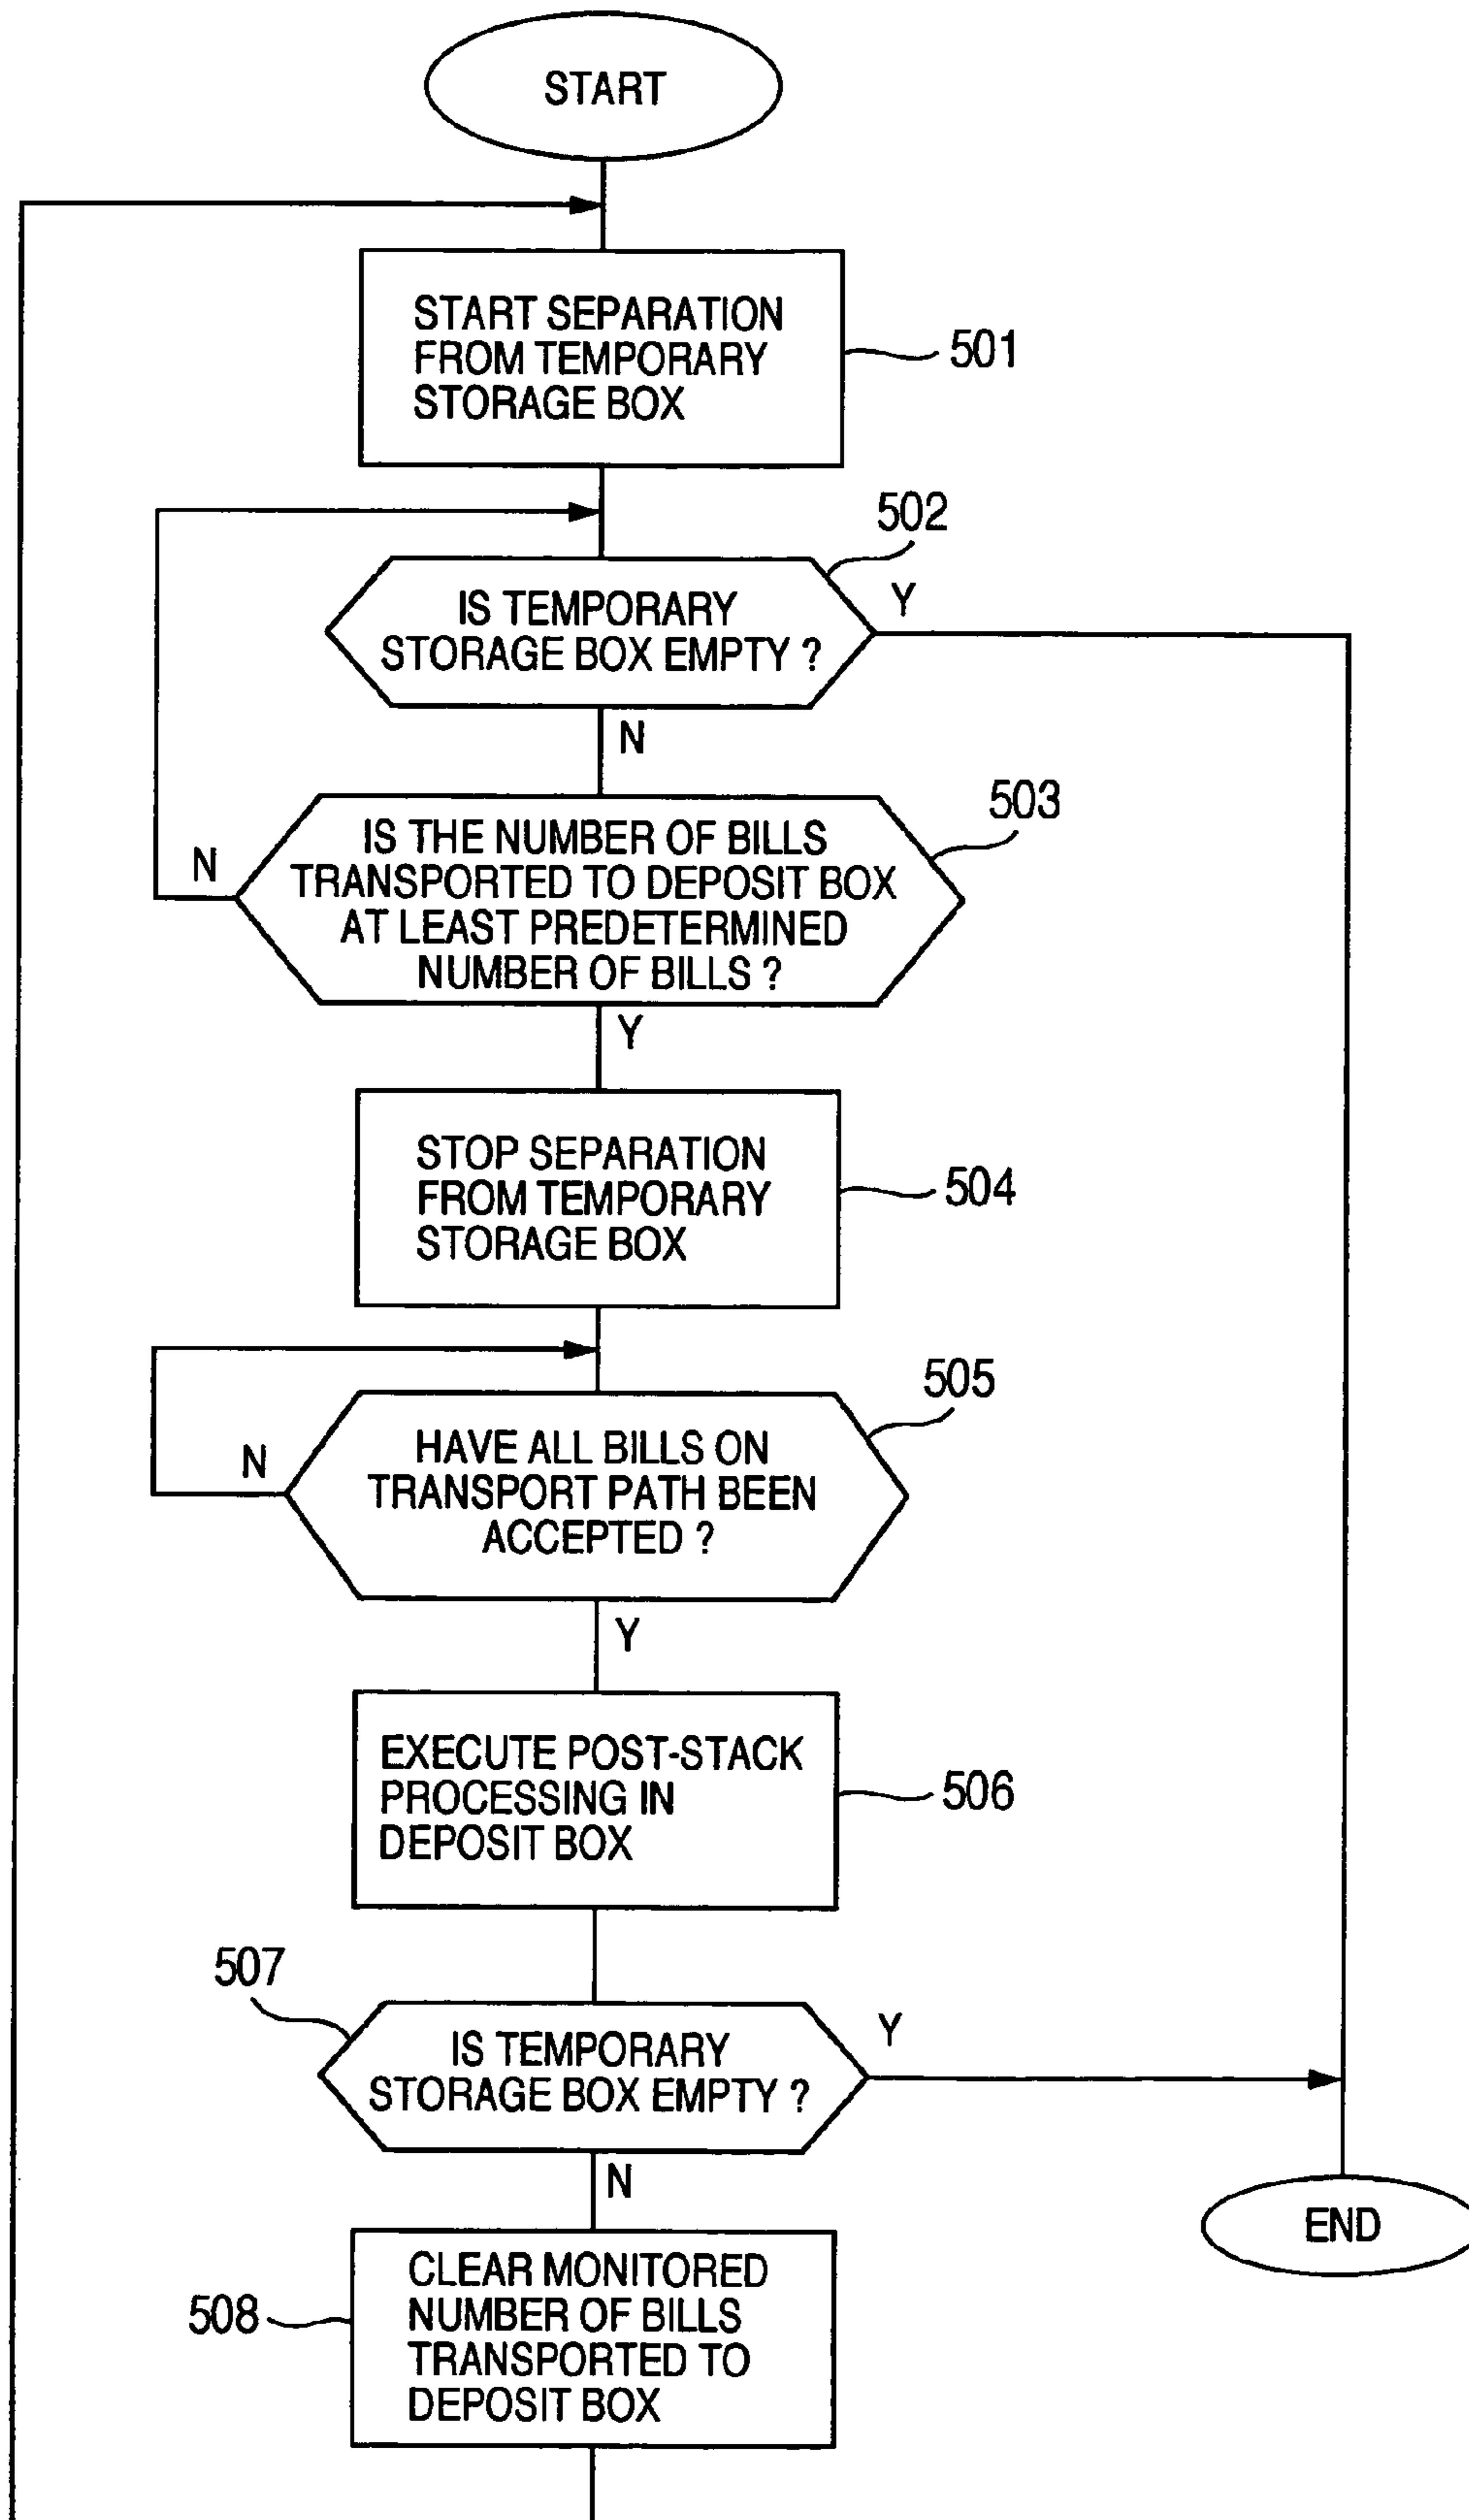 START
START SEPARATION
FROM TEMPORARY
STORAGE BOX
501
502
IS TEMPORARY
STORAGE BOX EMPTY ?
Y
N
503
IS THE NUMBER OF BILLS
TRANSPORTED TO DEPOSIT BOX
AT LEAST PREDETERMINED
NUMBER OF BILLS ?
N
Y
STOP SEPARATION
FROM TEMPORARY
STORAGE BOX
504
505
HAVE ALL BILLS ON
TRANSPORT PATH BEEN
ACCEPTED ?
N
Y
EXECUTE POST-STACK
PROCESSING IN
DEPOSIT BOX
506
507
IS TEMPORARY
STORAGE BOX EMPTY ?
Y
N
END
CLEAR MONITORED
NUMBER OF BILLS
TRANSPORTED TO
DEPOSIT BOX
508